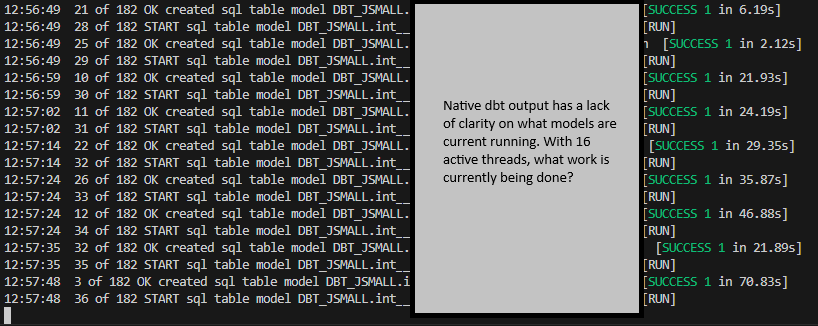 12:56:49 21 of 182 OK created sql table model DBT_JSMALL. [SUCCESS 1 in 6.19s]
12:56:49 28 of 182 START sql table model DBT_JSMALL.int__ [RUN]
12:56:49 25 of 182 OK created sql table model DBT_JSMALL. [SUCCESS 1 in 2.12s]
12:56:49 29 of 182 START sql table model DBT_JSMALL.int__ [RUN]
12:56:59 10 of 182 OK created sql table model DBT_JSMALL. [SUCCESS 1 in 21.93s]
12:56:59 30 of 182 START sql table model DBT_JSMALL.int__ [RUN]
12:57:02 11 of 182 OK created sql table model DBT_JSMALL. [SUCCESS 1 in 24.19s]
12:57:02 31 of 182 START sql table model DBT_JSMALL.int__ [RUN]
12:57:14 22 of 182 OK created sql table model DBT_JSMALL. [SUCCESS 1 in 29.35s]
12:57:14 32 of 182 START sql table model DBT_JSMALL.int__ [RUN]
12:57:24 26 of 182 OK created sql table model DBT_JSMALL. [SUCCESS 1 in 35.87s]
12:57:24 33 of 182 START sql table model DBT_JSMALL.int__ [RUN]
12:57:24 12 of 182 OK created sql table model DBT_JSMALL. [SUCCESS 1 in 46.88s]
12:57:24 34 of 182 START sql table model DBT_JSMALL.int__ [RUN]
12:57:35 32 of 182 OK created sql table model DBT_JSMALL. [SUCCESS 1 in 21.89s]
12:57:35 35 of 182 START sql table model DBT_JSMALL.int__ [RUN]
12:57:48 3 of 182 OK created sql table model DBT_JSMALL.i [SUCCESS 1 in 70.83s]
12:57:48 36 of 182 START sql table model DBT_JSMALL.int__ [RUN]
Native dbt output has a lack
of clarity on what models are
current running. With 16
active threads, what work is
currently being done?